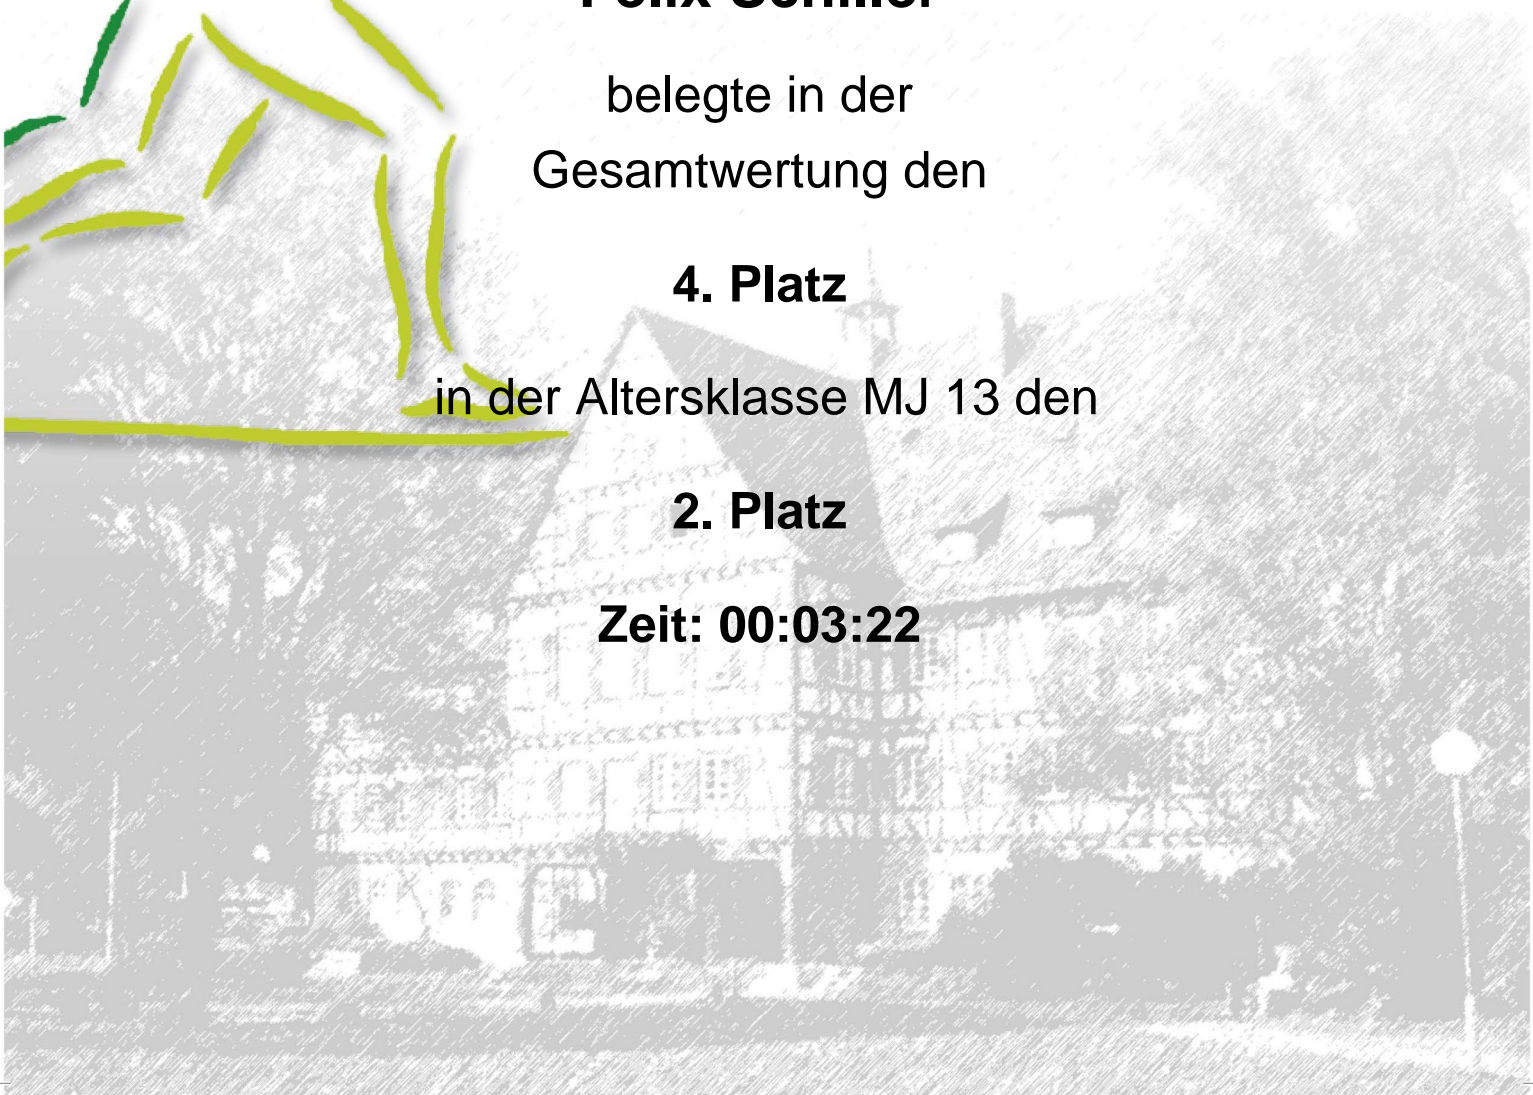 belegte in der
Gesamtwertung den
4. Platz
in der Altersklasse MJ 13 den
2. Platz
Zeit: 00:03:22